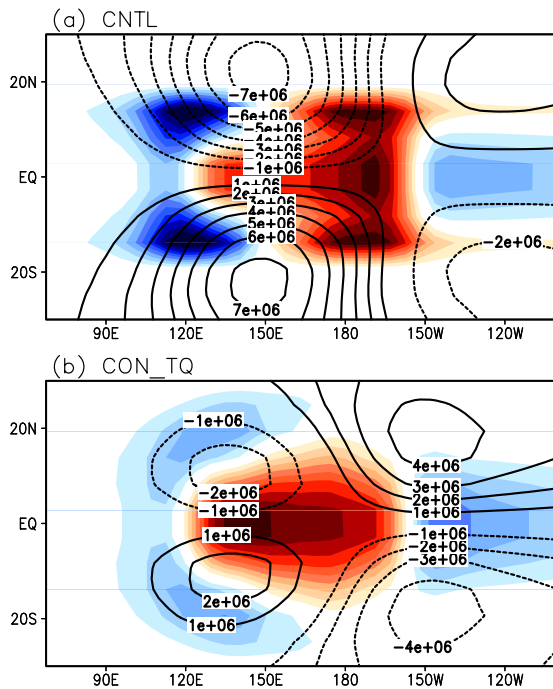 (a) CNTL
20N
EQ
20S
-7e+06
-6e+06
-5e+06
-4e+06
-3e+06
-2e+06
-1e+06
1e+06
2e+06
3e+06
4e+06
5e+06
6e+06
7e+06
-2e+06
90E 120E 150E 180 150W 120W
(b) CON_TQ
20N
EQ
20S
-1e+06
-2e+06
-1e+06
1e+06
2e+06
1e+06
4e+06
3e+06
2e+06
1e+06
-1e+06
-2e+06
-3e+06
-4e+06
90E 120E 150E 180 150W 120W